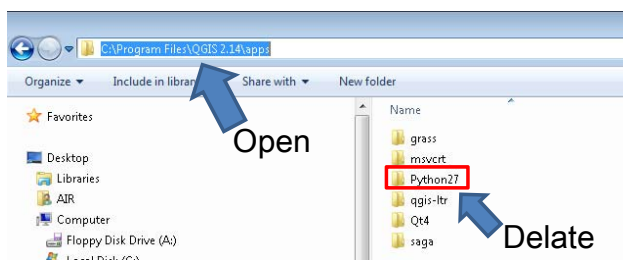 C:\Program Files\QGIS 2.14\apps
Organize Include in librar Share with New folder
Favorites
Desktop
Libraries
AIR
Computer
Floppy Disk Drive (A:)
Open
Name
grass
msvcrt
Python27
qgis-ltr
Qt4
saga
Delate